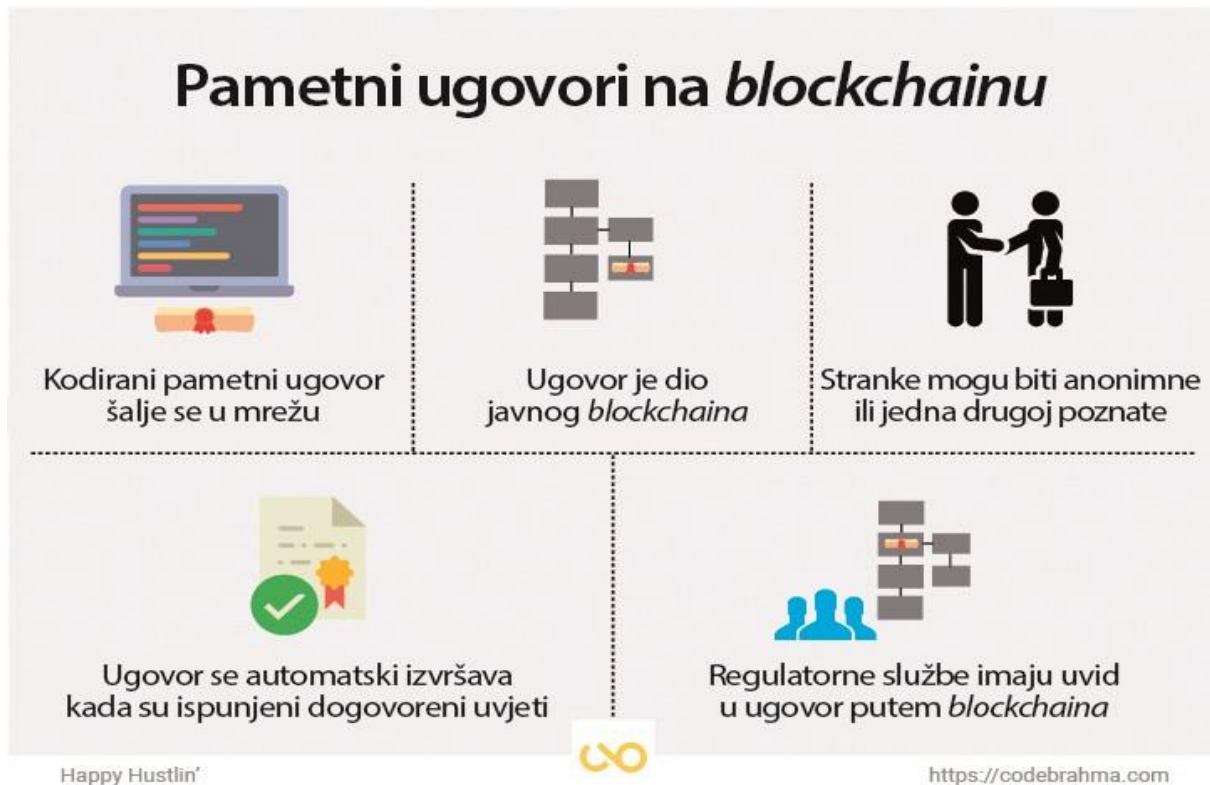 Pametni ugovori na blockchainu
Kodirani pametni ugovor
šalje se u mrežu
Ugovor je dio
javnog blockchaina
Stranke mogu biti anonimne
ili jedna drugoj poznate
Ugovor se automatski izvršava
kada su ispunjeni dogovoreni uvjeti
Regulatorne službe imaju uvid
u ugovor putem blockchaina
Happy Hustlin'
https://codebrahma.com